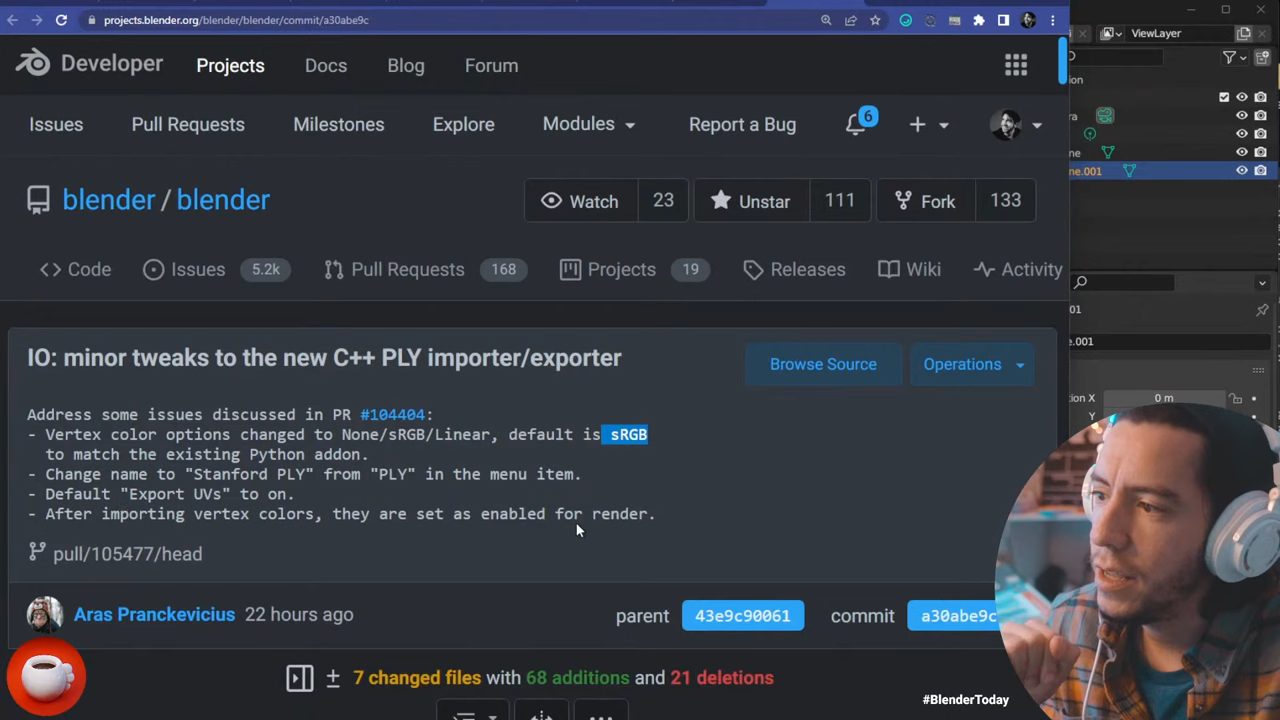 projects.blender.org/blender/blender/commit/a30abe9c
ViewLayer
Developer Projects Docs Blog Forum
Issues Pull Requests Milestones Explore Modules Report a Bug 6
blender / blender
Watch 23 Unstar 111 Fork 133
Code Issues 5.2k Pull Requests 168 Projects 19 Releases Wiki Activity
IO: minor tweaks to the new C++ PLY importer/exporter
Browse Source Operations
Address some issues discussed in PR #104404:
- Vertex color options changed to None/sRGB/Linear, default is sRGB
to match the existing Python addon.
- Change name to "Stanford PLY" from "PLY" in the menu item.
- Default "Export UVs" to on.
- After importing vertex colors, they are set as enabled for render.
pull/105477/head
Aras Pranckevicius 22 hours ago parent 43e9c90061 commit a30abe9c
7 changed files with 68 additions and 21 deletions
ne.001
0 m
#BlenderToday